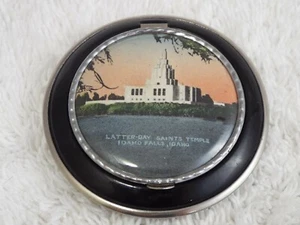 LATTER-DAY SAINTS TEMPLE
IDAHO FALLS, IDAHO